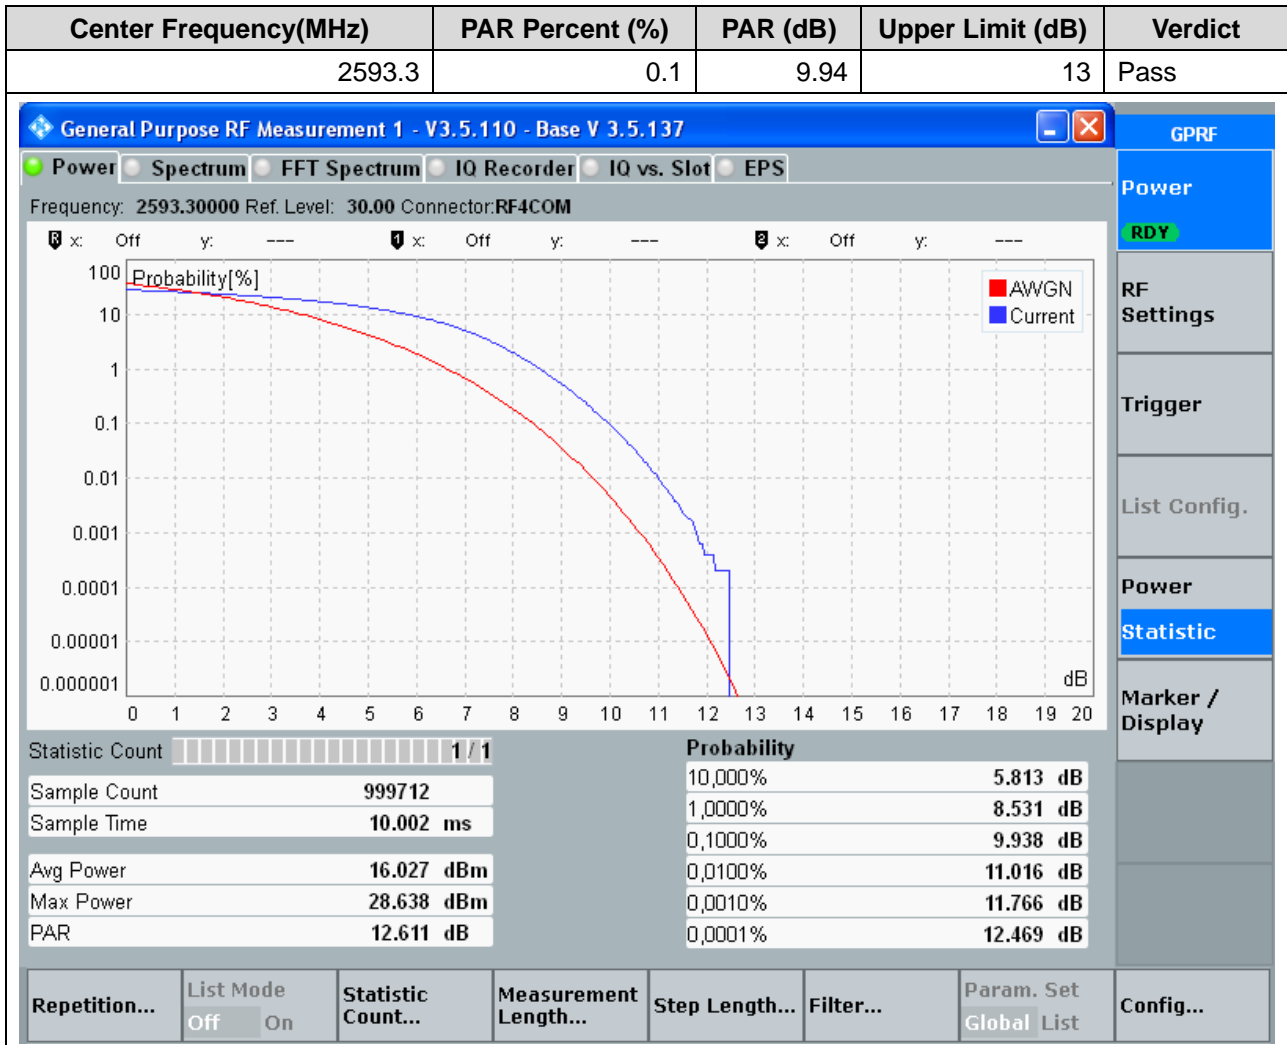 Center Frequency(MHz) PAR Percent (%) PAR (dB) Upper Limit (dB) Verdict
2593.3 0.1 9.94 13 Pass
General Purpose RF Measurement 1 - V3.5.110 - Base V 3.5.137
GPRF
Power Spectrum FFT Spectrum IQ Recorder IQ vs. Slot EPS
Power
RDY
Frequency: 2593.30000 Ref. Level: 30.00 Connector:RF4COM
R x: Off y: --- 1 x: Off y: --- 2 x: Off y: ---
Probability[%]
AWGN
Current
100
10
1
0.1
0.01
0.001
0.0001
0.00001
0.000001
dB
0 1 2 3 4 5 6 7 8 9 10 11 12 13 14 15 16 17 18 19 20
RF
Settings
Trigger
List Config.
Power
Statistic
Marker /
Display
Statistic Count 1 / 1
Sample Count 999712
Sample Time 10.002 ms
Avg Power 16.027 dBm
Max Power 28.638 dBm
PAR 12.611 dB
Probability
10,000% 5.813 dB
1,0000% 8.531 dB
0,1000% 9.938 dB
0,0100% 11.016 dB
0,0010% 11.766 dB
0,0001% 12.469 dB
Repetition...
List Mode
Off On
Statistic
Count...
Measurement
Length...
Step Length...
Filter...
Param. Set
Global List
Config...